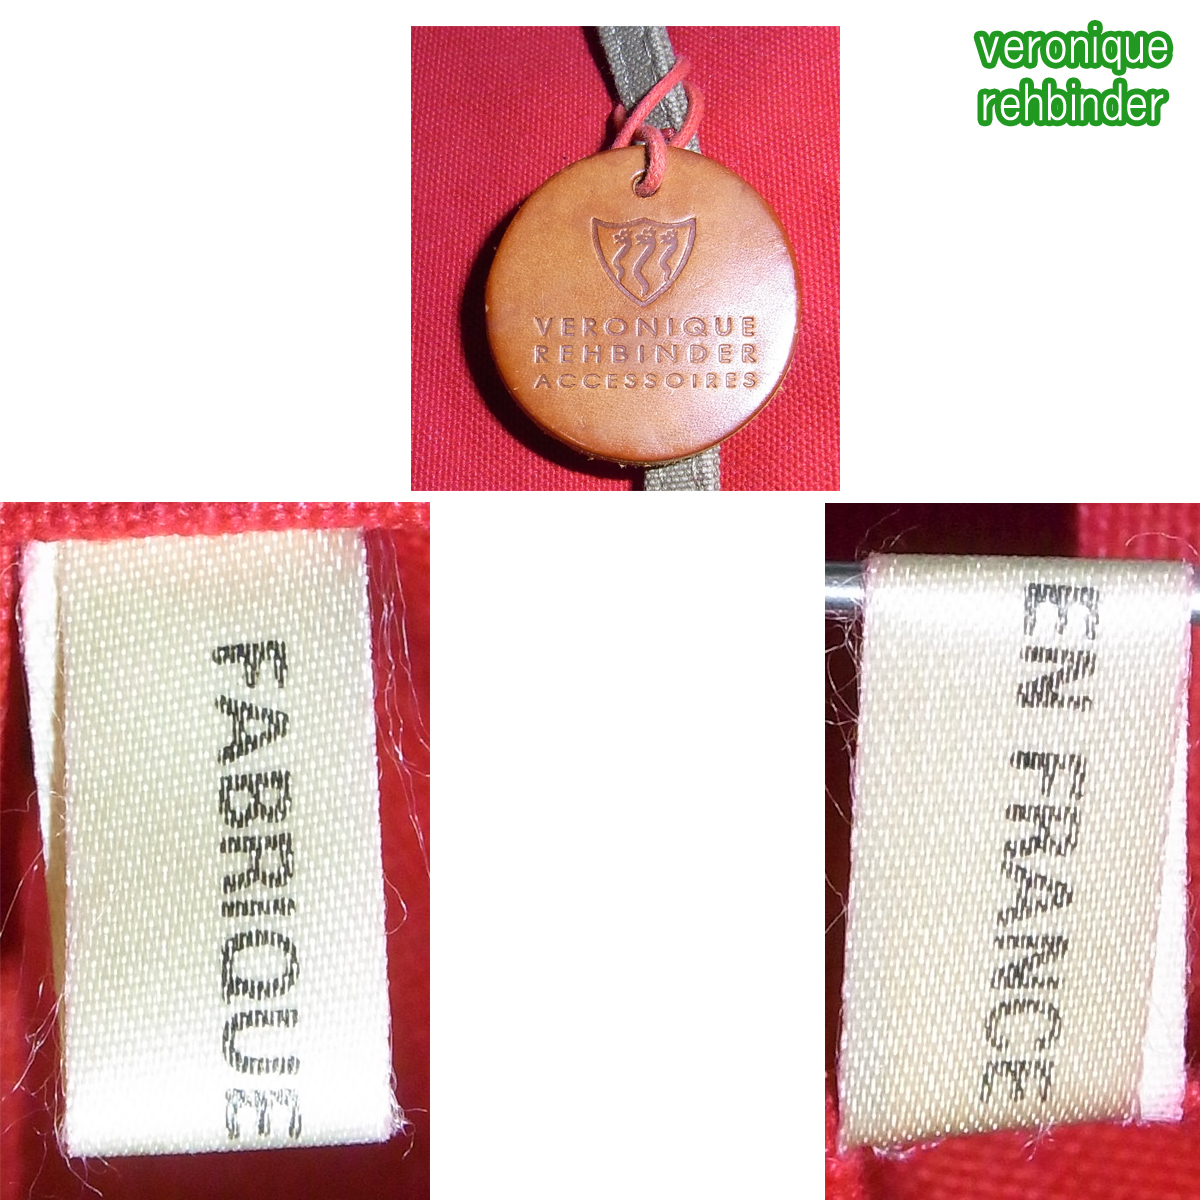 veronique
rehbinder
VERONIQUE
REHBINDER
ACCESSOIRES
FABRIQUE
EN FRANCE